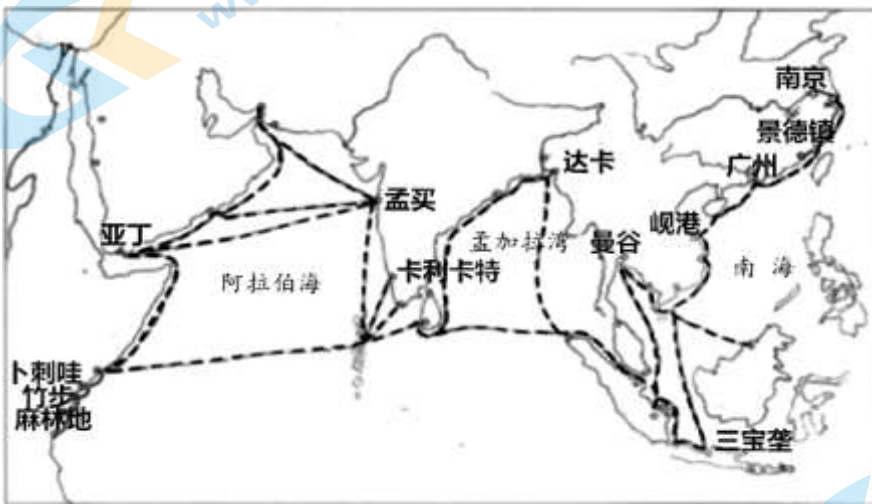 南京
景德镇
广州
达卡
孟买
岘港
孟加拉湾
曼谷
亚丁
卡利卡特
南 海
阿拉伯海
卜剌哇
竹步
麻林地
三宝垄